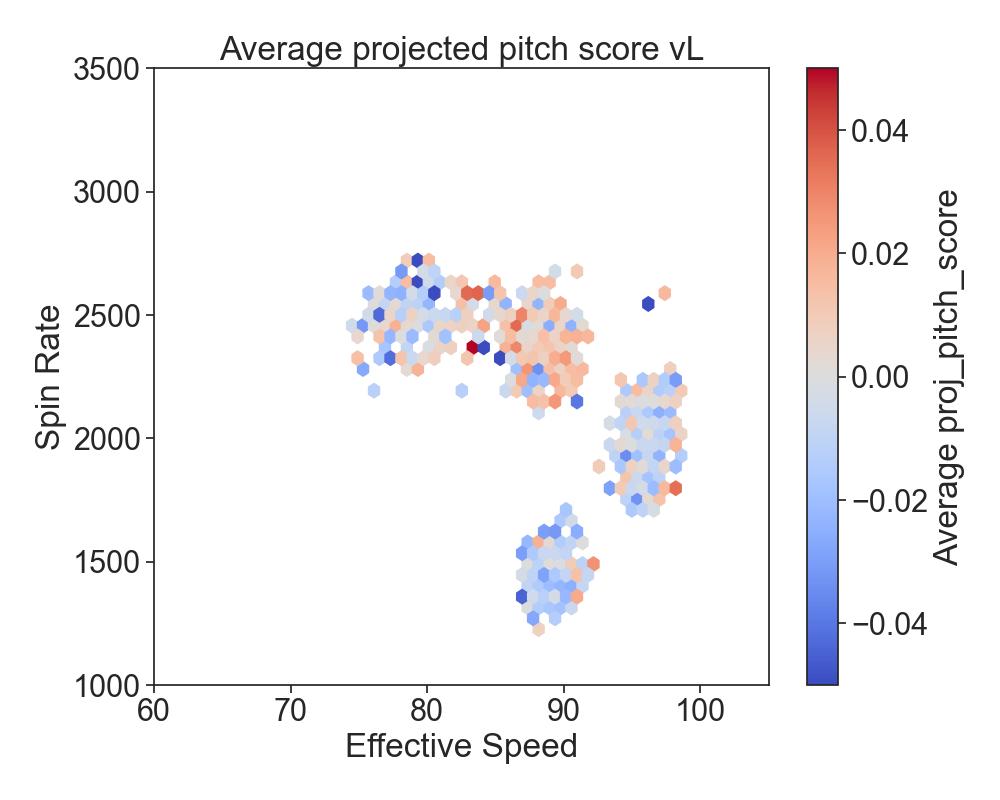 Average projected pitch score vL
3500
3000
2500
2000
1500
1000
Spin Rate
60 70 80 90 100
Effective Speed
0.04
0.02
0.00
−0.02
−0.04
Average proj_pitch_score